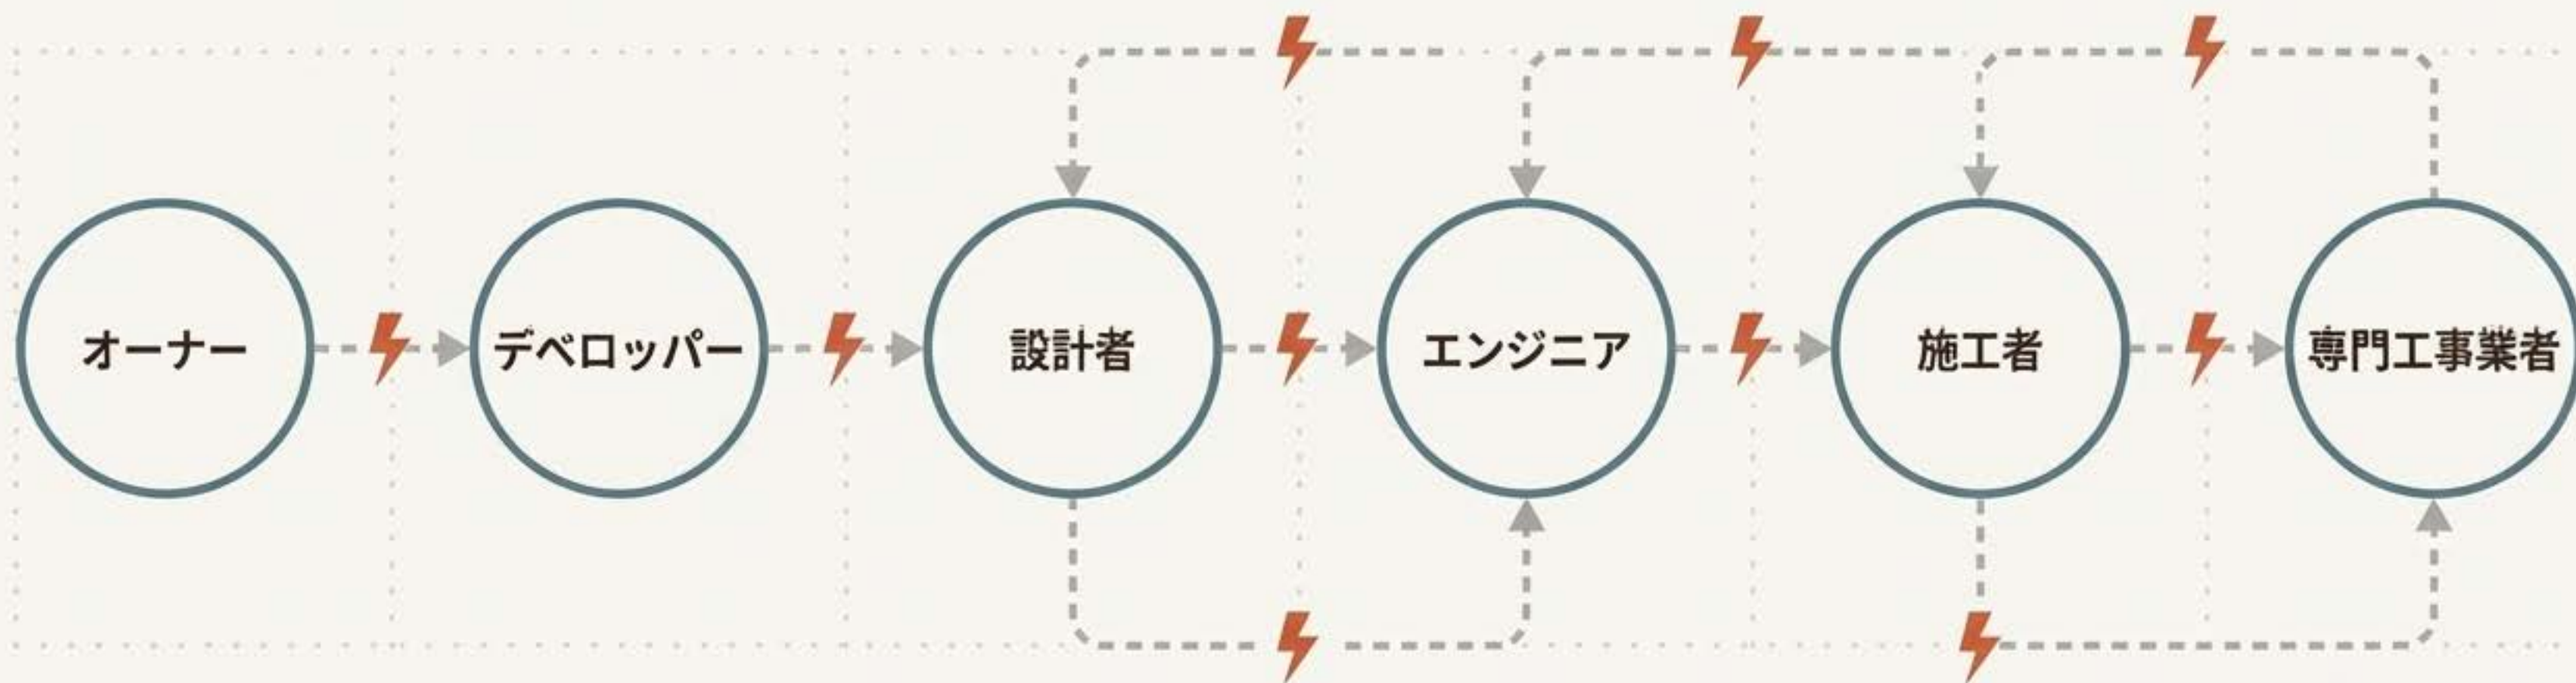 オーナー
デベロッパー
設計者
エンジニア
施工者
専門工事業者